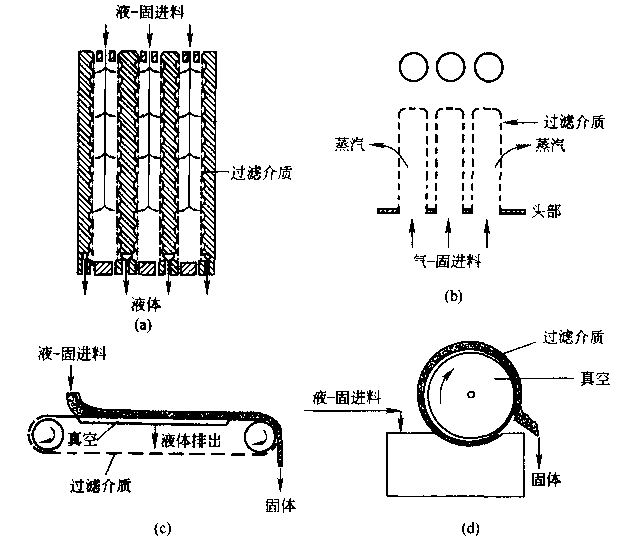 液-固进料
过滤介质
液体
(a)
过滤介质
蒸汽
蒸汽
头部
气-固进料
(b)
液-固进料
真空
液体排出
过滤介质
固体
(c)
过滤介质
真空
液-固进料
固体
(d)